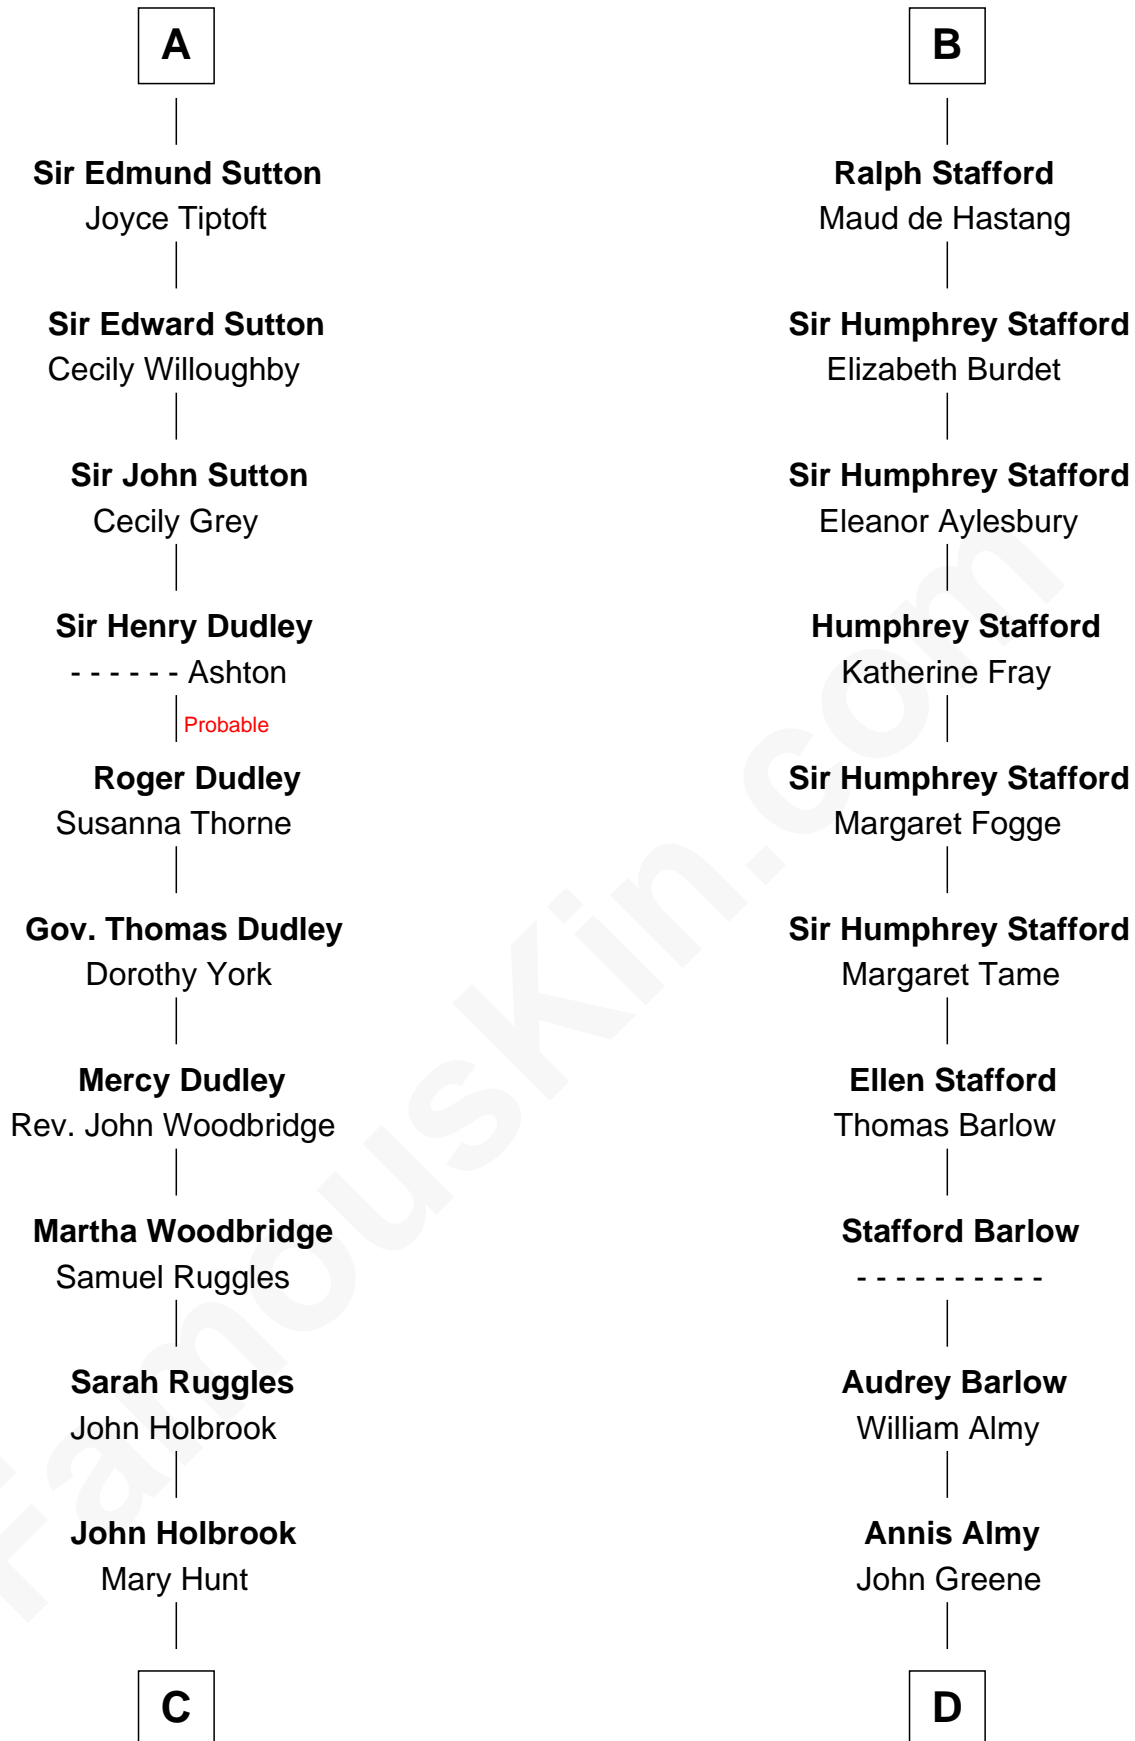 A
Sir Edmund Sutton
Joyce Tiptoft
Sir Edward Sutton
Cecily Willoughby
Sir John Sutton
Cecily Grey
Sir Henry Dudley
- - - - - - Ashton
Probable
Roger Dudley
Susanna Thorne
Gov. Thomas Dudley
Dorothy York
Mercy Dudley
Rev. John Woodbridge
Martha Woodbridge
Samuel Ruggles
Sarah Ruggles
John Holbrook
John Holbrook
Mary Hunt
C
B
Ralph Stafford
Maud de Hastang
Sir Humphrey Stafford
Elizabeth Burdet
Sir Humphrey Stafford
Eleanor Aylesbury
Humphrey Stafford
Katherine Fray
Sir Humphrey Stafford
Margaret Fogge
Sir Humphrey Stafford
Margaret Tame
Ellen Stafford
Thomas Barlow
Stafford Barlow
- - - - - - - - - -
Audrey Barlow
William Almy
Annis Almy
John Greene
D
FamousKin.com